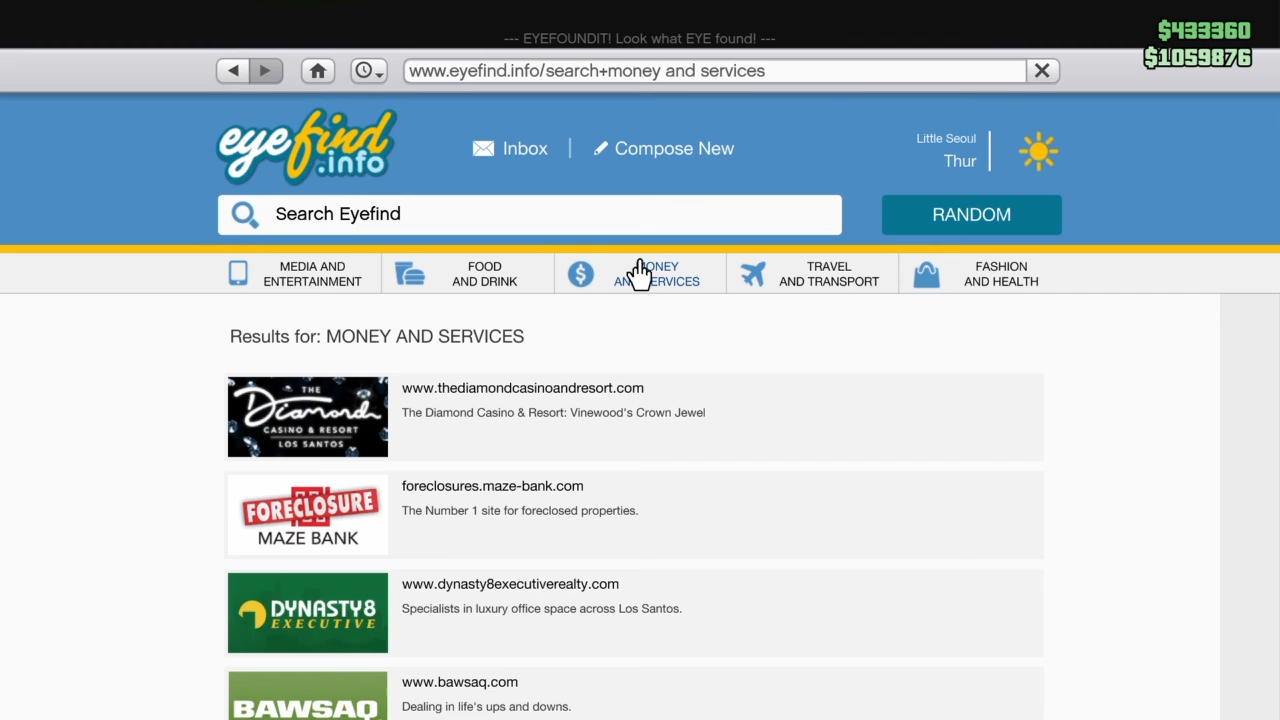 --- EYEFOUNDIT! Look what EYE found! ---
$433360
$1059876
www.eyefind.info/search+money and services
eyefind
.info
Inbox
Compose New
Little Seoul
Thur
Search Eyefind
RANDOM
MEDIA AND
ENTERTAINMENT
FOOD
AND DRINK
MONEY
AND SERVICES
TRAVEL
AND TRANSPORT
FASHION
AND HEALTH
Results for: MONEY AND SERVICES
THE
Diamond
CASINO & RESORT
LOS SANTOS
www.thediamondcasinoandresort.com
The Diamond Casino & Resort: Vinewood's Crown Jewel
FORECLOSURE
MAZE BANK
foreclosures.maze-bank.com
The Number 1 site for foreclosed properties.
DYNASTY8
EXECUTIVE
www.dynasty8executiverealty.com
Specialists in luxury office space across Los Santos.
BAWSAQ
www.bawsaq.com
Dealing in life's ups and downs.